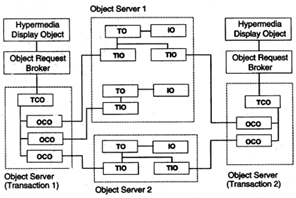 Object Server 1
Hypermedia
Display Object
Object Request
Broker
TCO
OCO
OCO
OCO
Object Server
(Transaction 1)
TO
IO
TIO
TIO
TO
IO
TIO
TO
IO
TIO
TIO
Object Server 2
Hypermedia
Display Object
Object Request
Broker
TCO
OCO
OCO
Object Server
(Transaction 2)